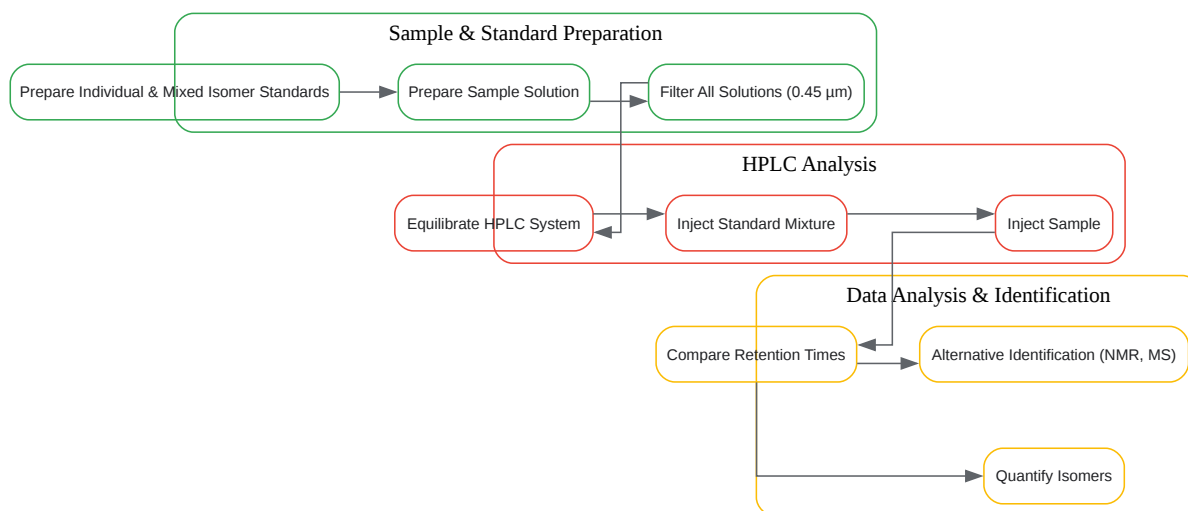 Sample & Standard Preparation
Prepare Individual & Mixed Isomer Standards
Prepare Sample Solution
Filter All Solutions (0.45 µm)
HPLC Analysis
Equilibrate HPLC System
Inject Standard Mixture
Inject Sample
Data Analysis & Identification
Compare Retention Times
Alternative Identification (NMR, MS)
Quantify Isomers